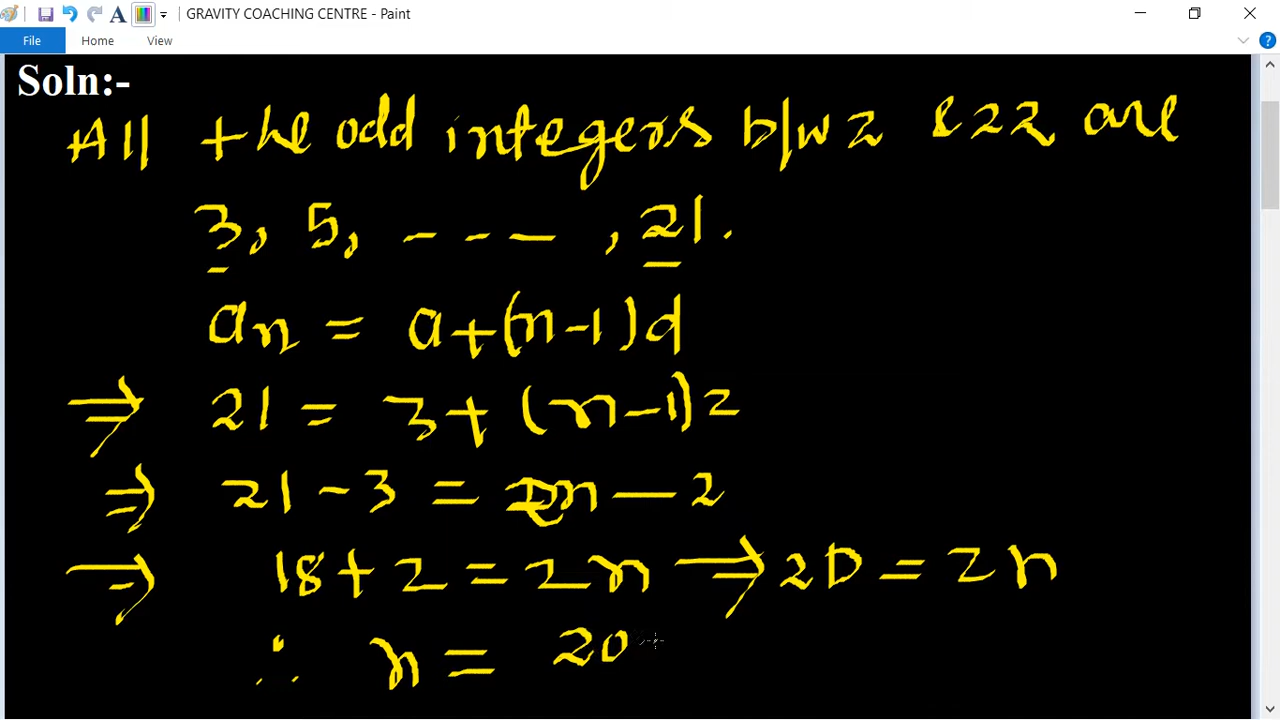 GRAVITY COACHING CENTRE - Paint
File Home View
Soln:-
All the odd integers b/w 2 & 22 are
3, 5, - - - , 21.
an = a+(n-1)d
⇒ 21 = 3+(n-1)2
⇒ 21-3 = 2n-2
⇒ 18+2=2n ⇒ 20=2n
∴ n = 20